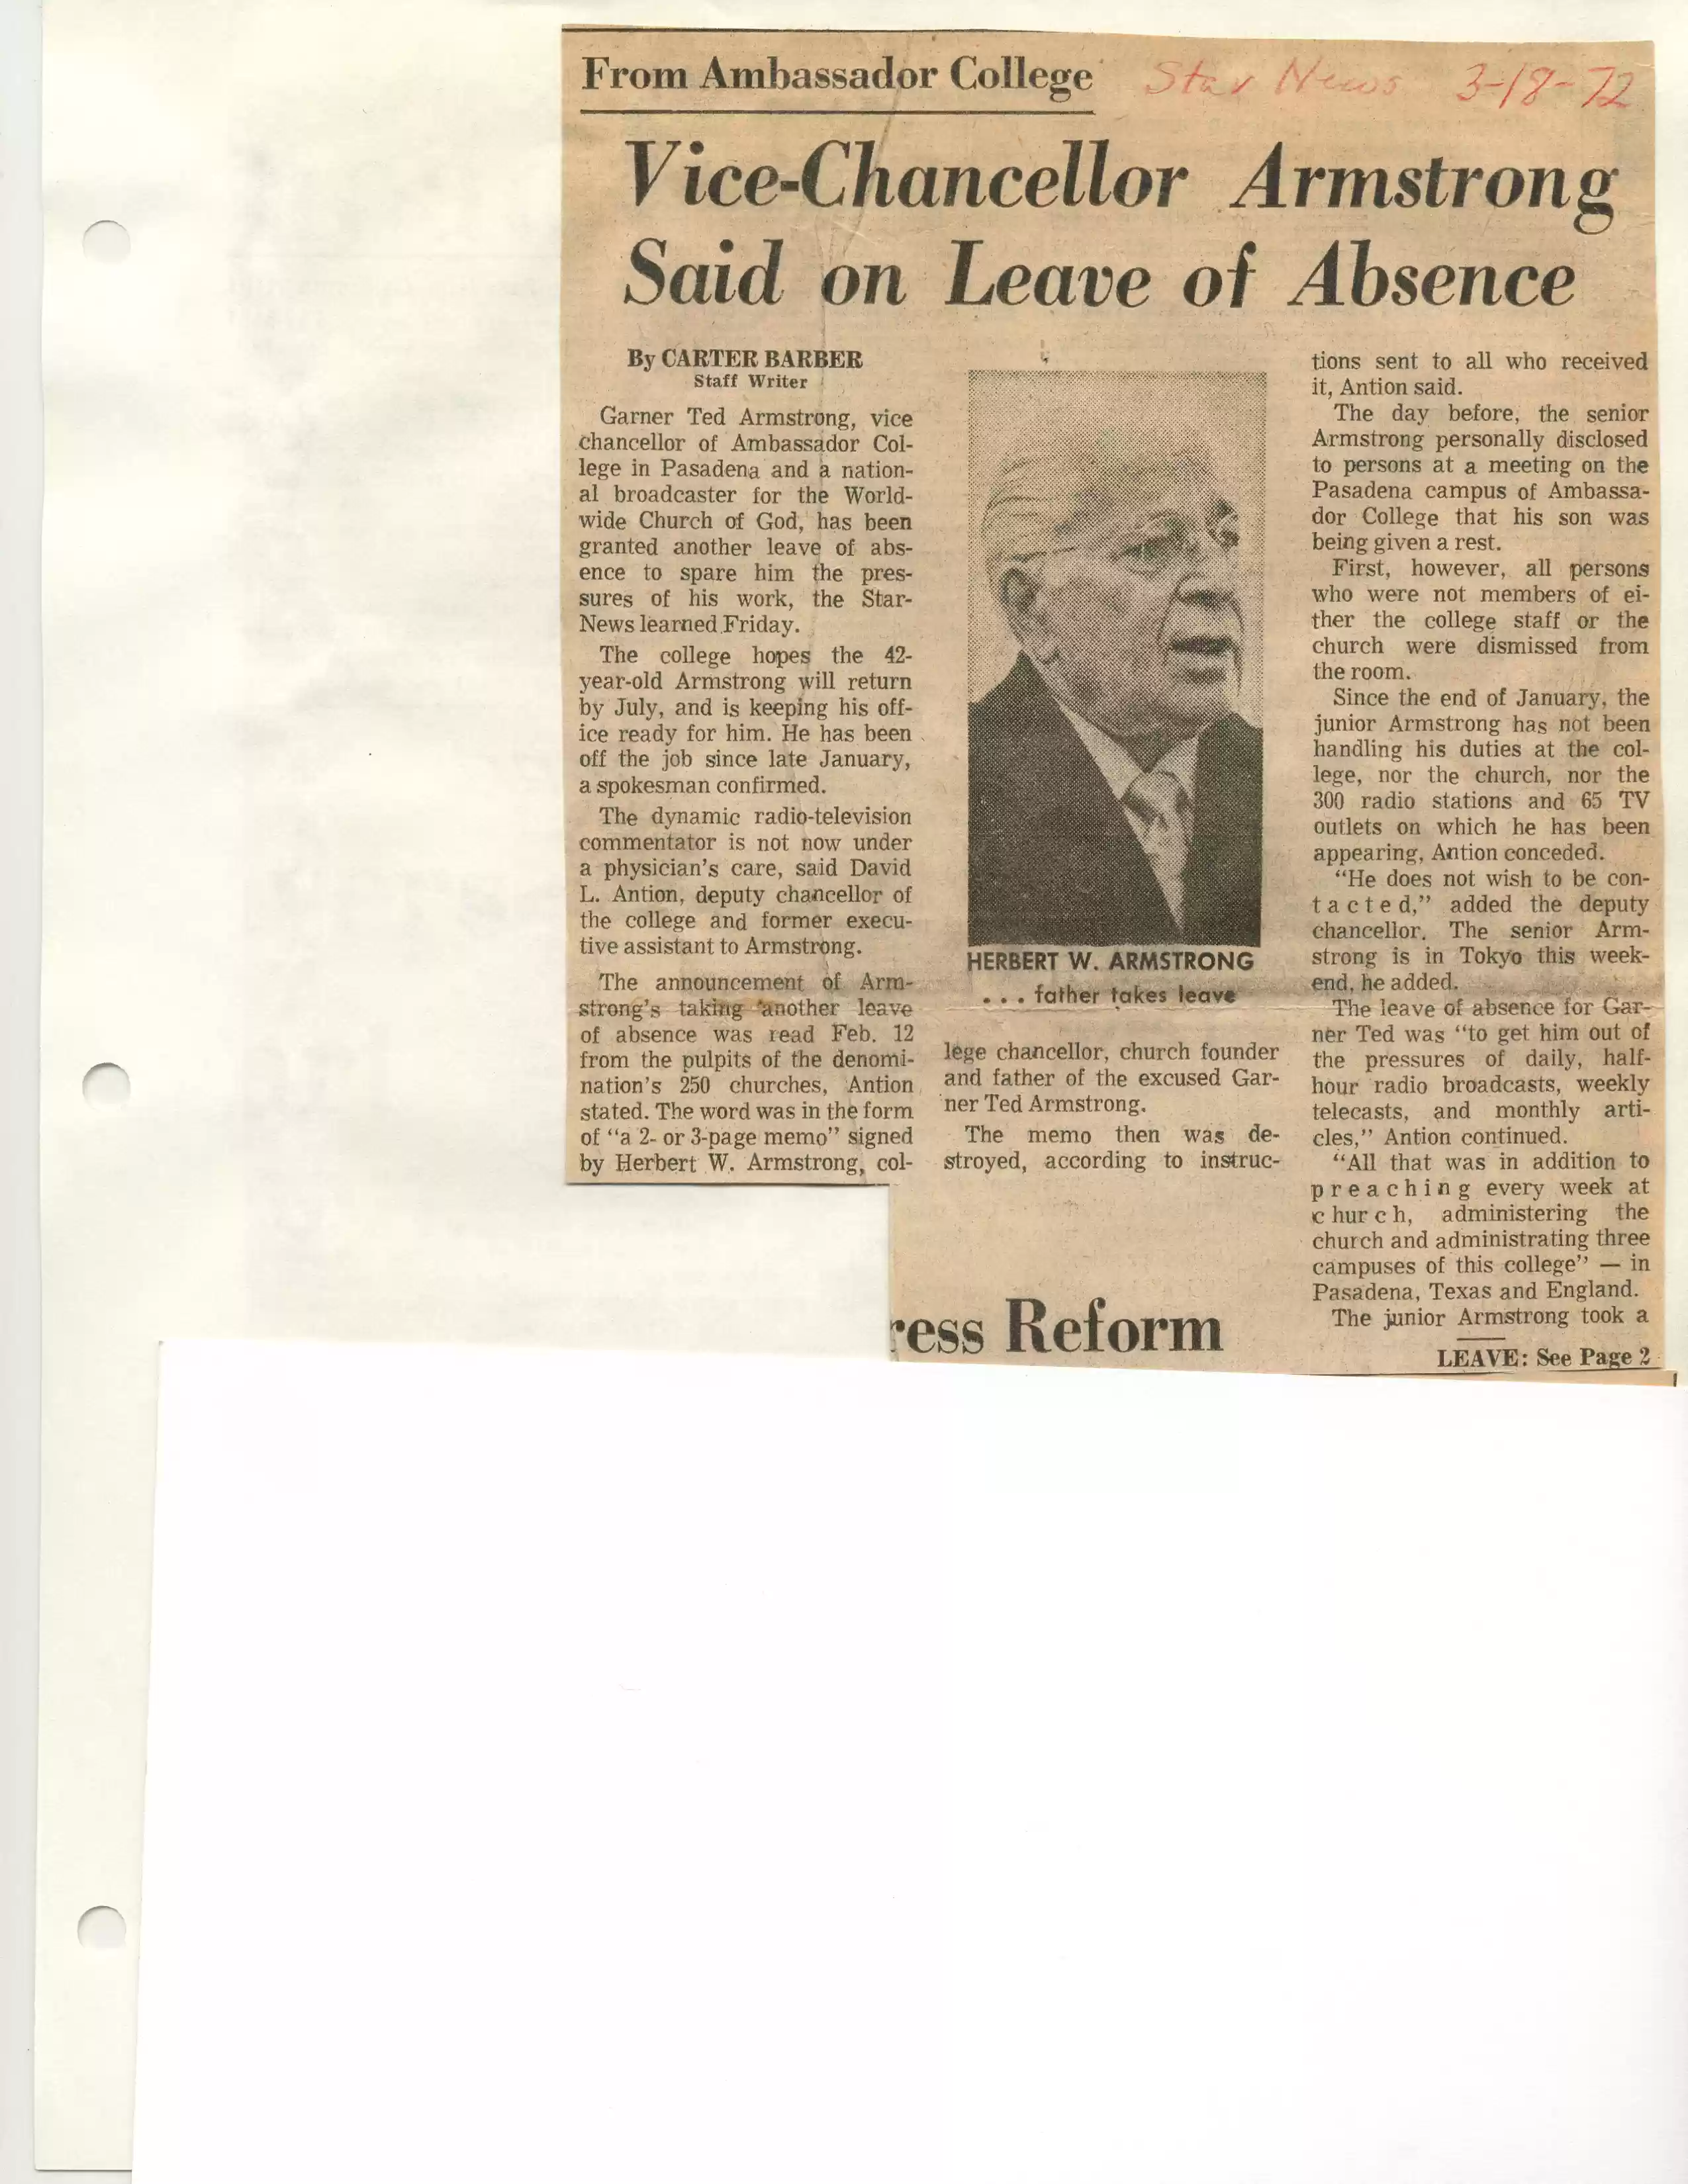 From Ambassador College
Star News 3-18-72
Vice-Chancellor Armstrong
Said on Leave of Absence
By CARTER BARBER
Staff Writer
Garner Ted Armstrong, vice
chancellor of Ambassador Col-
lege in Pasadena and a nation-
al broadcaster for the World-
wide Church of God, has been
granted another leave of abs-
ence to spare him the pres-
sures of his work, the Star-
News learned Friday.
The college hopes the 42-
year-old Armstrong will return
by July, and is keeping his off-
ice ready for him. He has been
off the job since late January,
a spokesman confirmed.
The dynamic radio-television
commentator is not now under
a physician's care, said David
L. Antion, deputy chancellor of
the college and former execu-
tive assistant to Armstrong.
The announcement of Arm-
strong's taking another leave
of absence was read Feb. 12
from the pulpits of the denomi-
nation's 250 churches, Antion
stated. The word was in the form
of "a 2- or 3-page memo" signed
by Herbert W. Armstrong, col-
HERBERT W. ARMSTRONG
. . . father takes leave
lege chancellor, church founder
and father of the excused Gar-
ner Ted Armstrong.
The memo then was de-
stroyed, according to instruc-
tions sent to all who received
it, Antion said.
The day before, the senior
Armstrong personally disclosed
to persons at a meeting on the
Pasadena campus of Ambassa-
dor College that his son was
being given a rest.
First, however, all persons
who were not members of ei-
ther the college staff or the
church were dismissed from
the room.
Since the end of January, the
junior Armstrong has not been
handling his duties at the col-
lege, nor the church, nor the
300 radio stations and 65 TV
outlets on which he has been
appearing, Antion conceded.
"He does not wish to be con-
tacted," added the deputy
chancellor. The senior Arm-
strong is in Tokyo this week-
end, he added.
The leave of absence for Gar-
ner Ted was "to get him out of
the pressures of daily, half-
hour radio broadcasts, weekly
telecasts, and monthly arti-
cles," Antion continued.
"All that was in addition to
preaching every week at
church, administering the
church and administrating three
campuses of this college" — in
Pasadena, Texas and England.
The junior Armstrong took a
LEAVE: See Page 2
ress Reform